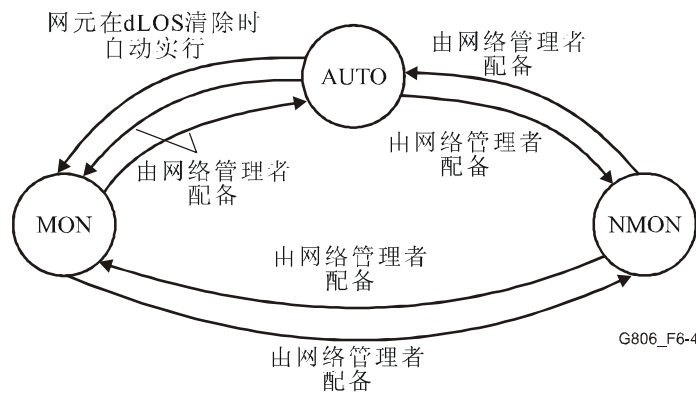 网元在dLOS清除时
自动实行
AUTO
由网络管理者
配备
由网络管理者
配备
由网络管理者
配备
MON
NMON
由网络管理者
配备
由网络管理者
配备
G806_F6-4